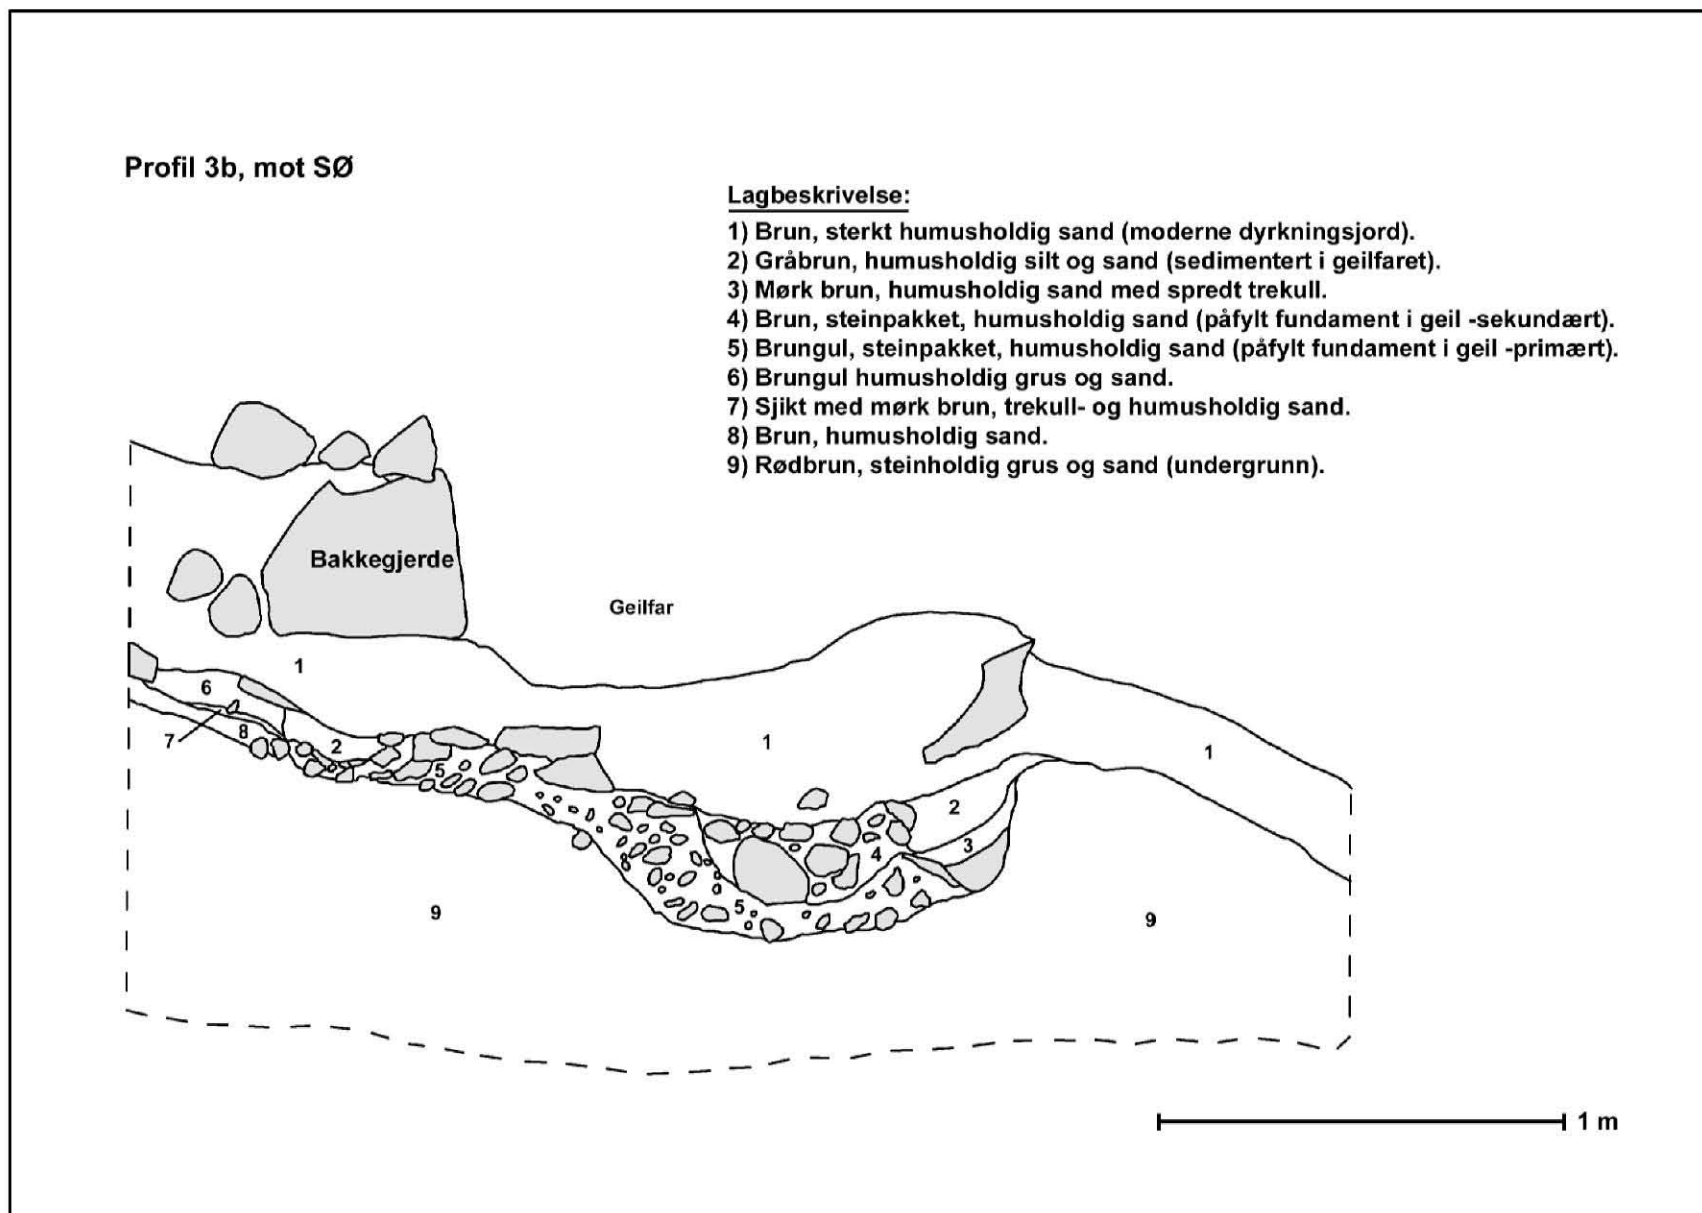 Profil 3b, mot SØ
Lagbeskrivelse:
1) Brun, sterkt humusholdig sand (moderne dyrkningsjord).
2) Gråbrun, humusholdig silt og sand (sedimentert i geilfaret).
3) Mørk brun, humusholdig sand med spredt trekull.
4) Brun, steinpakket, humusholdig sand (påfylt fundament i geil -sekundært).
5) Brungul, steinpakket, humusholdig sand (påfylt fundament i geil -primært).
6) Brungul humusholdig grus og sand.
7) Sjikt med mørk brun, trekull- og humusholdig sand.
8) Brun, humusholdig sand.
9) Rødbrun, steinholdig grus og sand (undergrunn).
Bakkegjerde
Geilfar
1
6
8
7
2
5
1
1
2
3
4
5
9
9
1 m